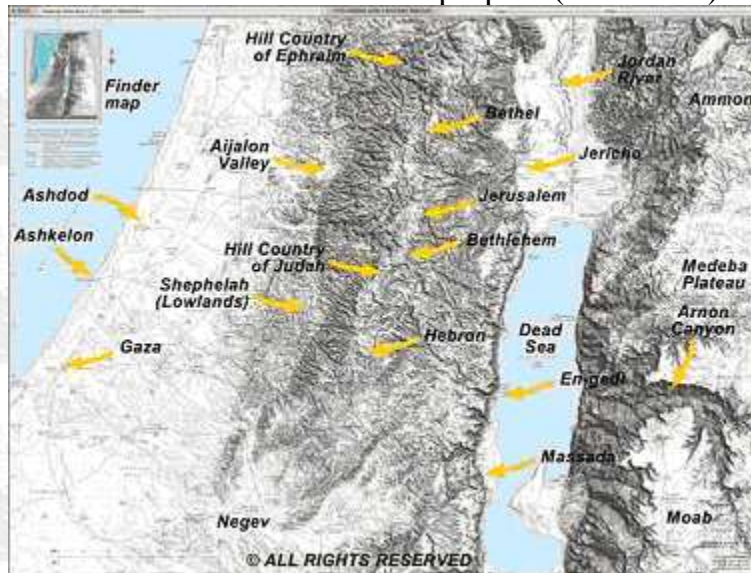 Hill Country
of Ephraim
Jordan
River
Finder
map
Ammon
Bethel
Aijalon
Valley
Jericho
Ashdod
Jerusalem
Ashkelon
Bethlehem
Hill Country
of Judah
Medeba
Plateau
Shephelah
(Lowlands)
Arnon
Canyon
Gaza
Hebron
Dead
Sea
En-gedi
Massada
Negev
Moab
© ALL RIGHTS RESERVED